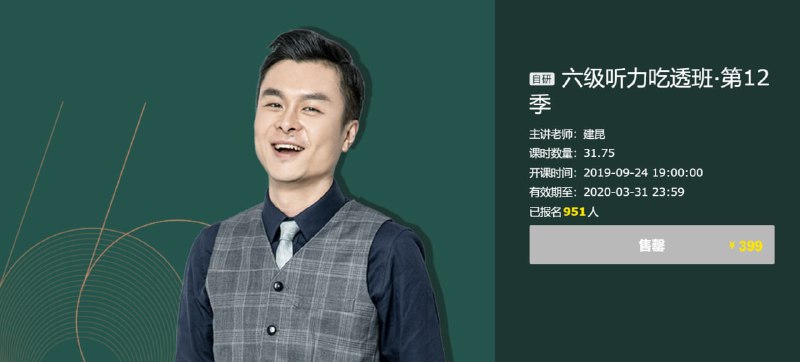 自研 六级听力吃透班·第12
季
主讲老师：建昆
课时数量：31.75
开课时间：2019-09-24 19:00:00
有效期至：2020-03-31 23:59
已报名951人
售罄 ¥ 399